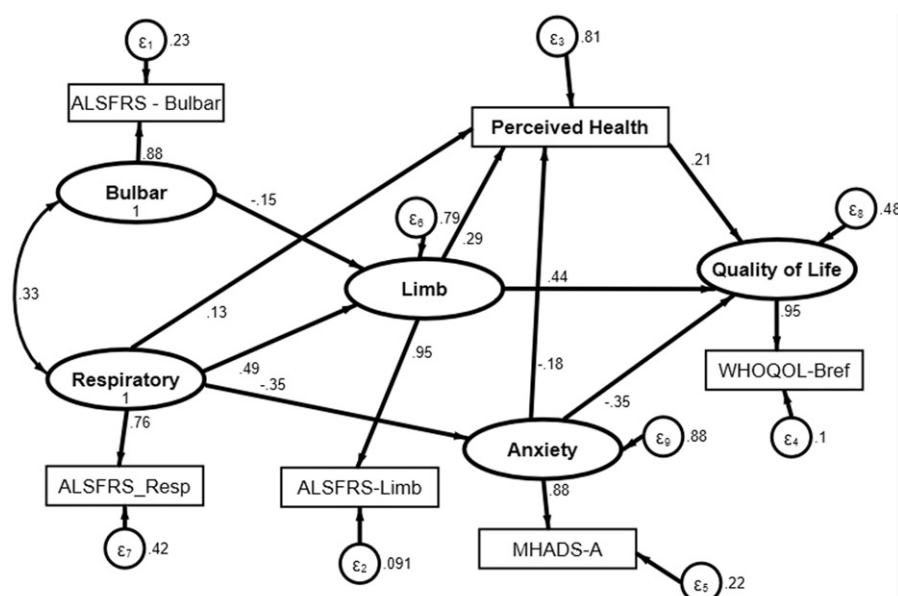 ε1 .23
ε3 .81
ALSFRS - Bulbar
Perceived Health
.88
.21
Bulbar
1
-.15
ε6 .79
ε8 .48
.29
Quality of Life
.33
Limb
.44
.13
.95
.95
WHOQOL-Bref
Respiratory
1
.49
-.35
-.18
-.35
.76
Anxiety
ε9 .88
ε4 .1
ALSFRS_Resp
ALSFRS-Limb
.88
ε7 .42
ε2 .091
MHADS-A
ε5 .22